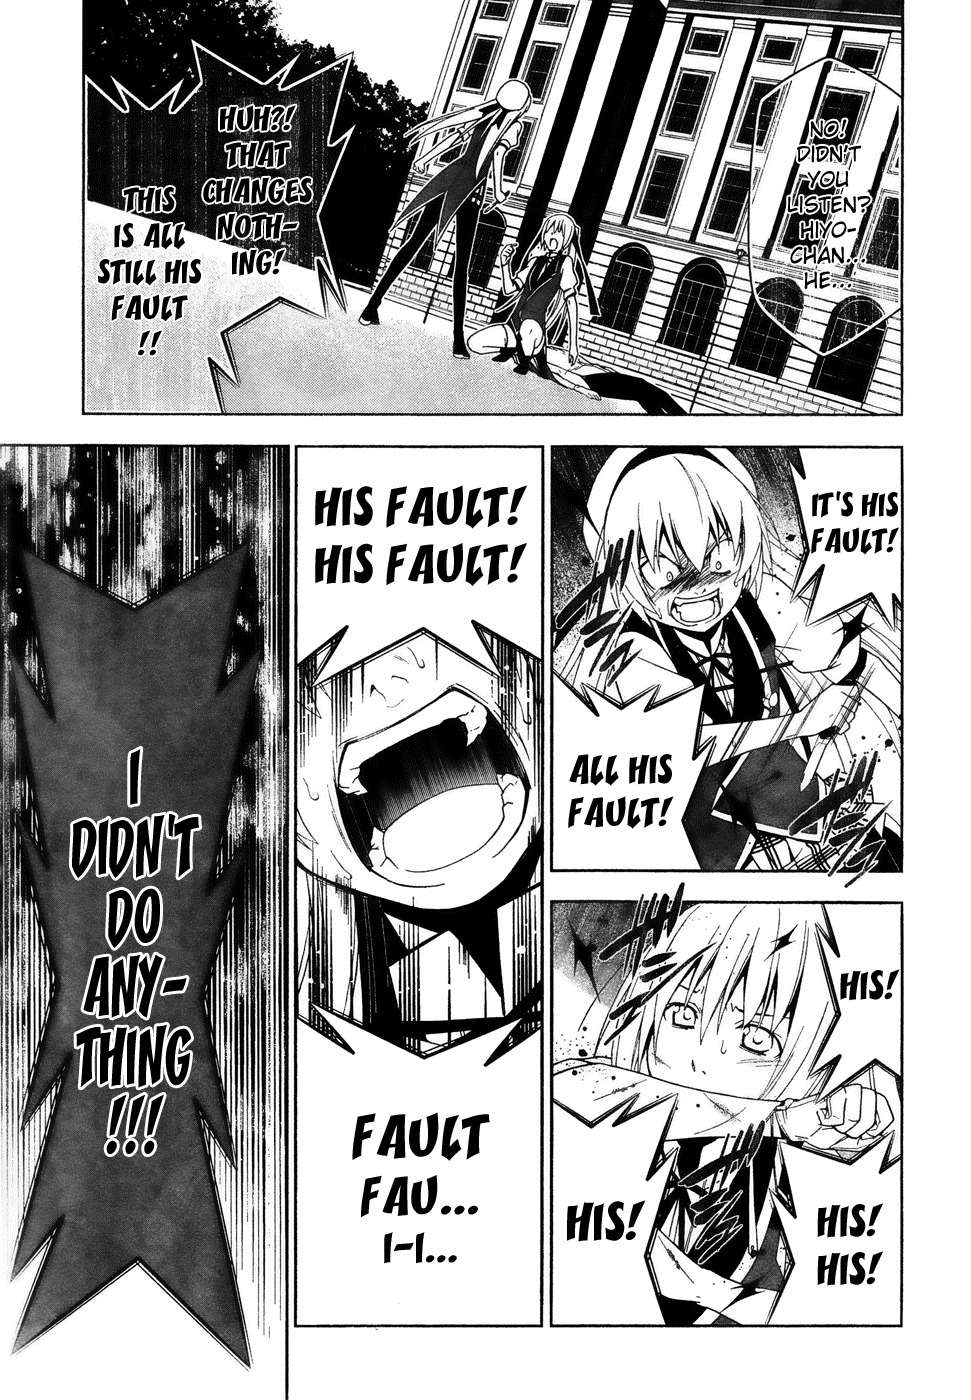 NO!
DIDN'T
YOU
LISTEN?
HIYO-
CHAN...
HE...
HUH?!
THAT
CHANGES
NOTH-
ING!
THIS
IS ALL
STILL HIS
FAULT
!!
IT'S HIS
FAULT!
ALL HIS
FAULT!
HIS!
HIS!
HIS!
HIS!
HIS FAULT!
HIS FAULT!
FAULT
FAU...
I-I...
I
DIDN'T
DO
ANY-
THING
!!!